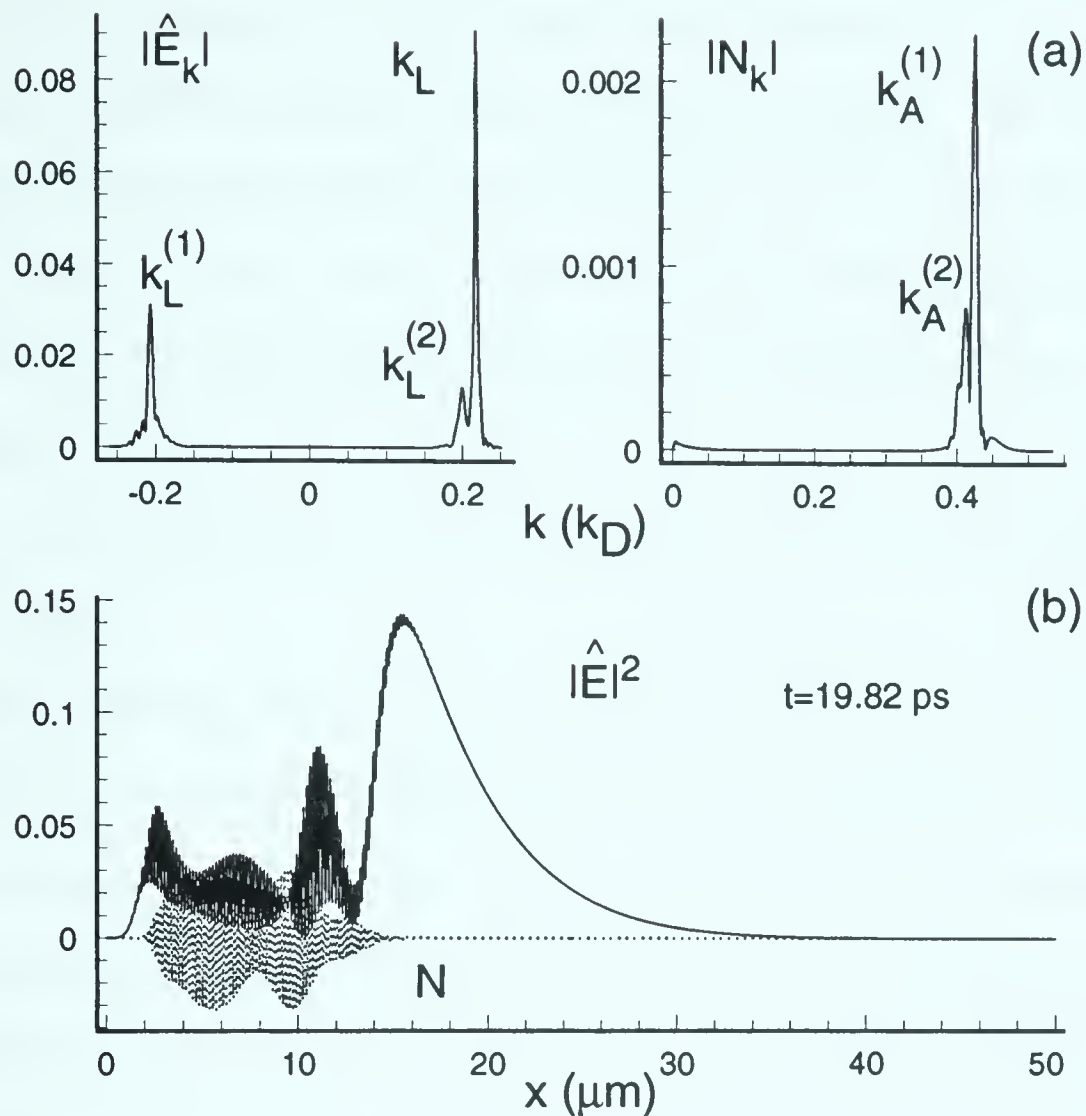 |Ê_k|
k_L
|N_k|
k_A^(1)
(a)
0.08
0.06
0.04
0.02
0
k_L^(1)
k_L^(2)
0.002
0.001
0
k_A^(2)
-0.2
0
0.2
0
0.2
0.4
k (k_D)
0.15
0.1
0.05
0
(b)
|Ê|^2
t=19.82 ps
N
0
10
20
30
40
50
x (μm)